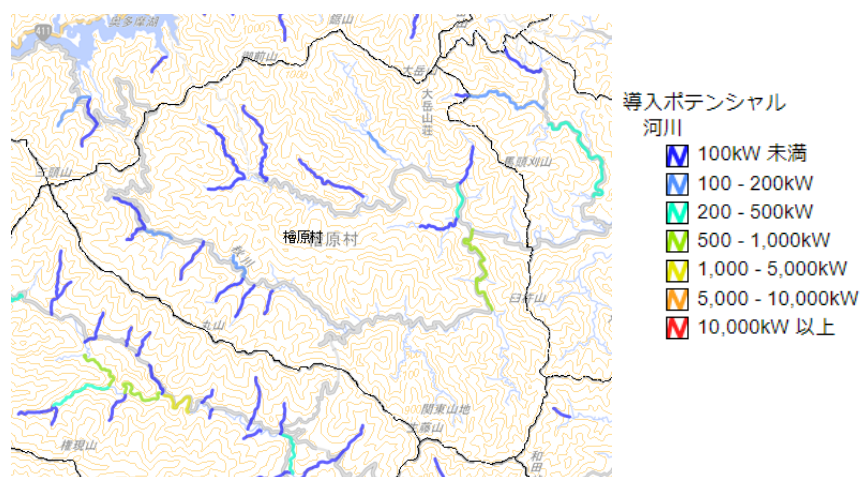 奥多摩湖
411
御前山
大岳
大岳山荘
三頭山
馬頭刈山
檜原村
檜原村
秋川
臼杵山
丸山
関東山地
生藤山
権現山
和田
導入ポテンシャル
河川
100kW 未満
100 - 200kW
200 - 500kW
500 - 1,000kW
1,000 - 5,000kW
5,000 - 10,000kW
10,000kW 以上